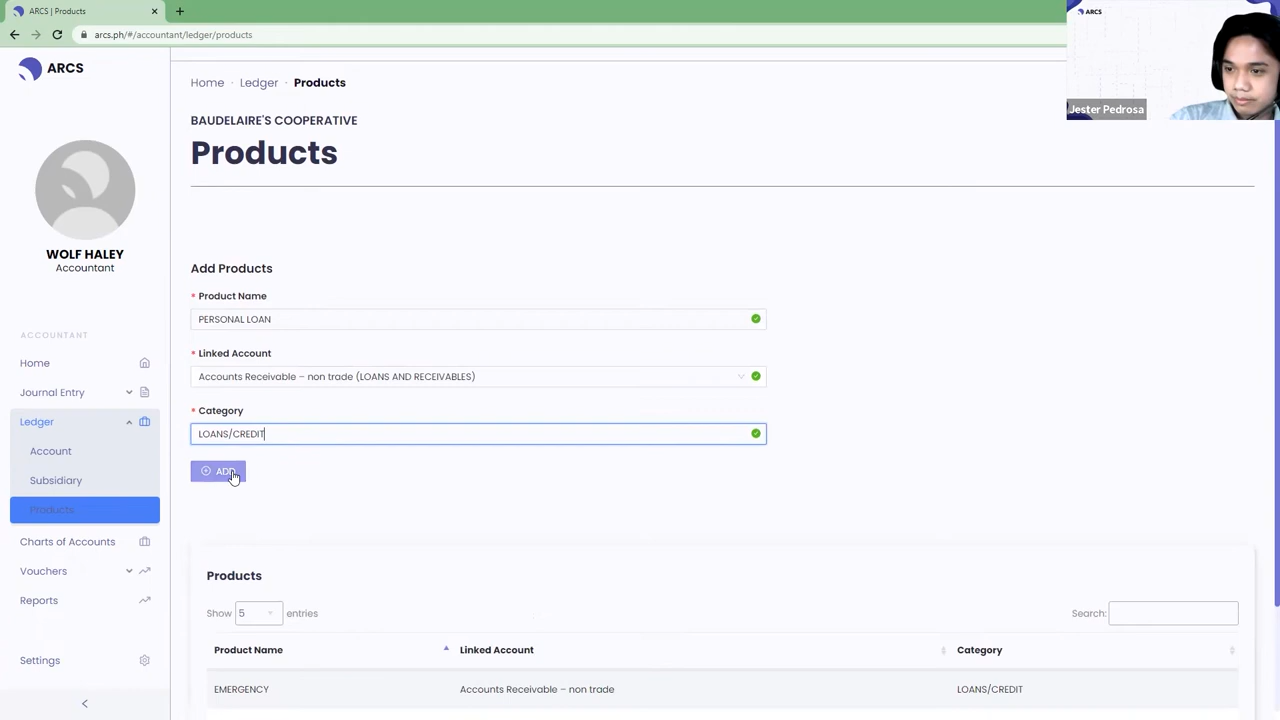 ARCS | Products
arcs.ph/#/accountant/ledger/products
ARCS
Jester Pedrosa
ARCS
WOLF HALEY
Accountant
ACCOUNTANT
Home
Journal Entry
Ledger
Account
Subsidiary
Products
Charts of Accounts
Vouchers
Reports
Settings
Home · Ledger · Products
BAUDELAIRE'S COOPERATIVE
Products
Add Products
* Product Name
PERSONAL LOAN
* Linked Account
Accounts Receivable – non trade (LOANS AND RECEIVABLES)
* Category
LOANS/CREDIT
ADD
Products
Show 5 entries
Search:
Product Name Linked Account Category
EMERGENCY Accounts Receivable – non trade LOANS/CREDIT